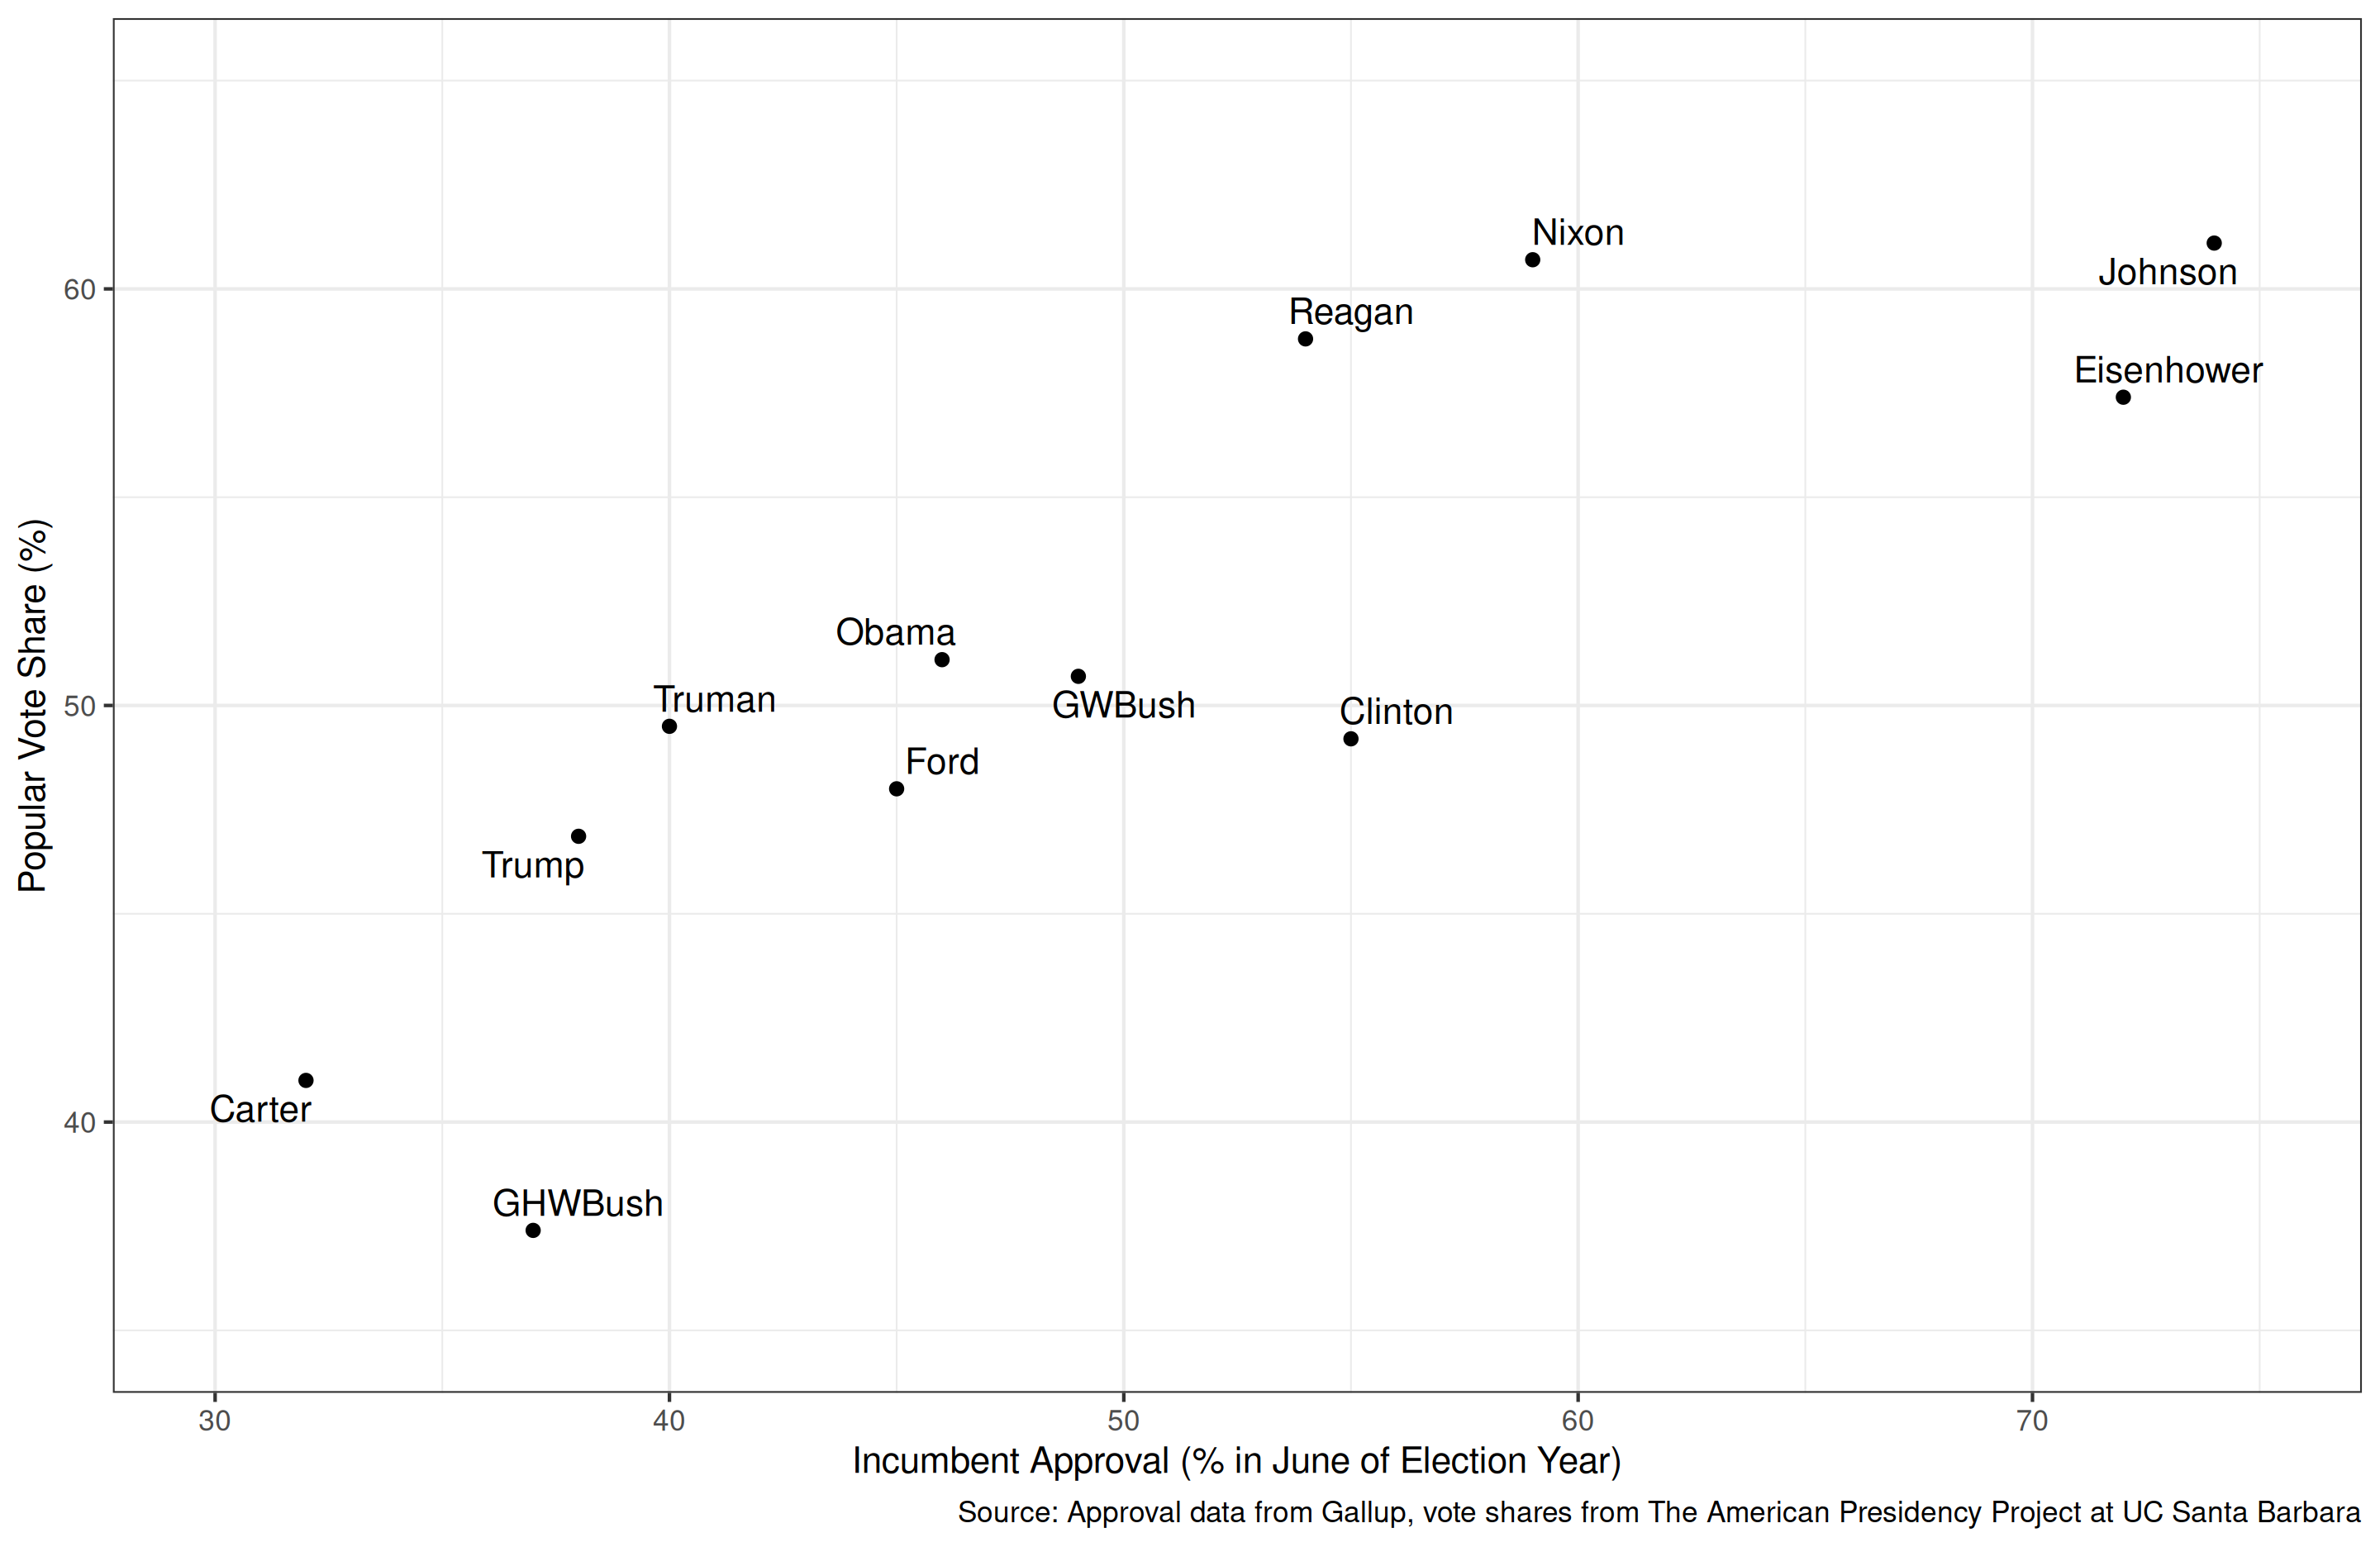 Nixon
Johnson
60
Reagan
Eisenhower
Obama
Truman
GWBush
Clinton
50
Ford
Trump
Carter
40
GHWBush
Popular Vote Share (%)
30
40
50
60
70
Incumbent Approval (% in June of Election Year)
Source: Approval data from Gallup, vote shares from The American Presidency Project at UC Santa Barbara